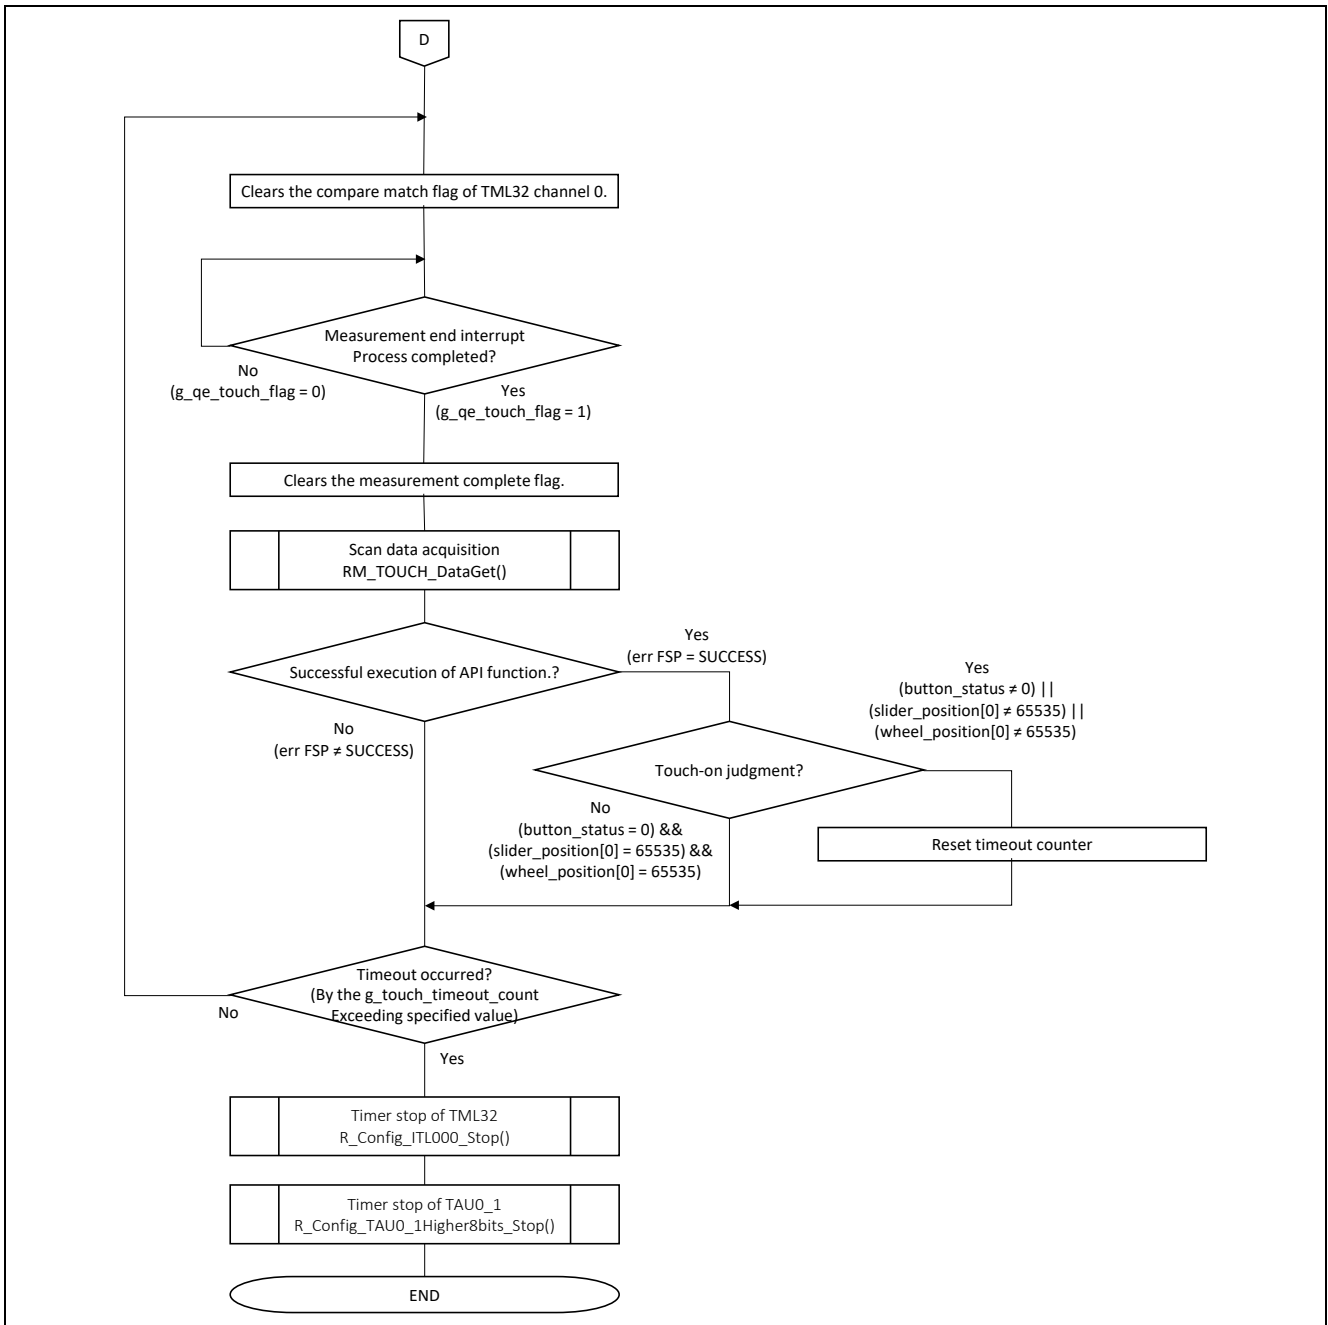 D
Clears the compare match flag of TML32 channel 0.
Measurement end interrupt
Process completed?
No
(g_qe_touch_flag = 0)
Yes
(g_qe_touch_flag = 1)
Clears the measurement complete flag.
Scan data acquisition
RM_TOUCH_DataGet()
Successful execution of API function.?
Yes
(err FSP = SUCCESS)
No
(err FSP ≠ SUCCESS)
Touch-on judgment?
Yes
(button_status ≠ 0) ||
(slider_position[0] ≠ 65535) ||
(wheel_position[0] ≠ 65535)
No
(button_status = 0) &&
(slider_position[0] = 65535) &&
(wheel_position[0] = 65535)
Reset timeout counter
Timeout occurred?
(By the g_touch_timeout_count
Exceeding specified value)
No
Yes
Timer stop of TML32
R_Config_ITL000_Stop()
Timer stop of TAU0_1
R_Config_TAU0_1Higher8bits_Stop()
END